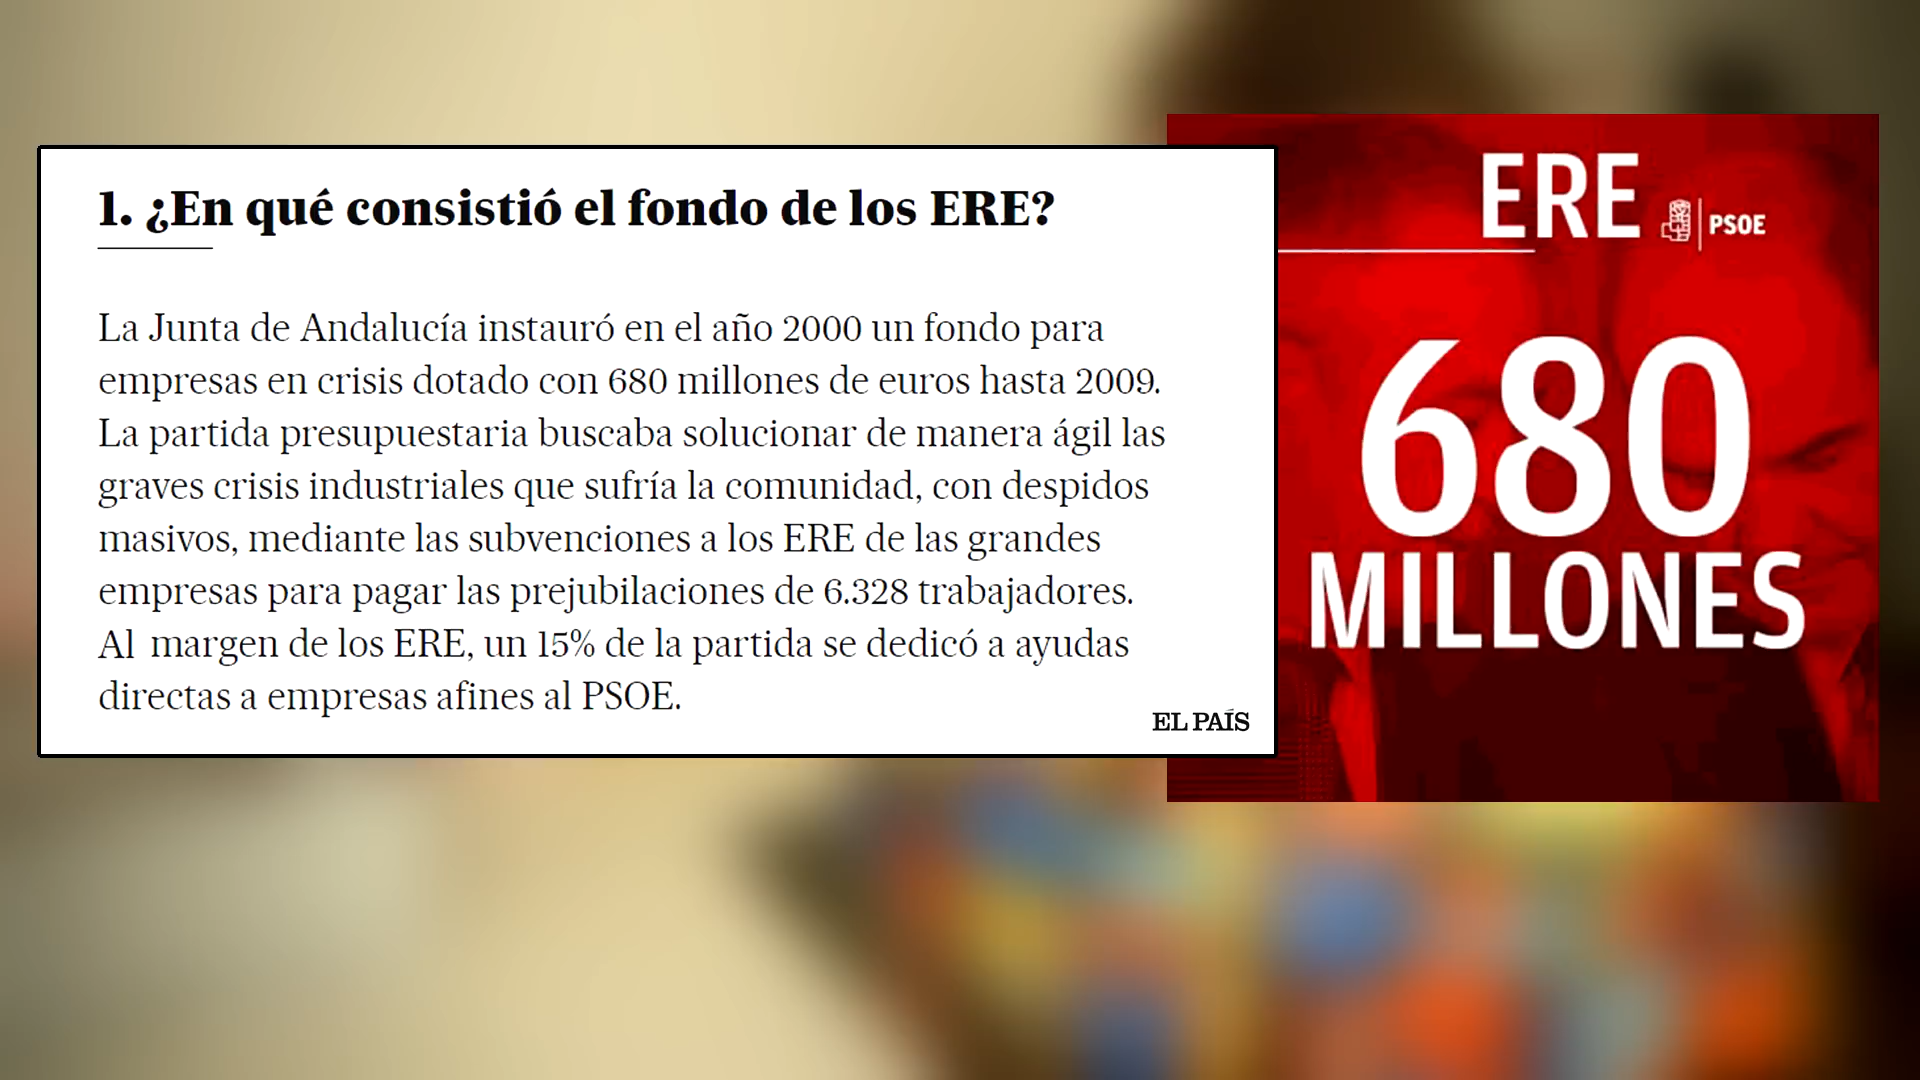 1. ¿En qué consistió el fondo de los ERE?
La Junta de Andalucía instauró en el año 2000 un fondo para
empresas en crisis dotado con 680 millones de euros hasta 2009.
La partida presupuestaria buscaba solucionar de manera ágil las
graves crisis industriales que sufría la comunidad, con despidos
masivos, mediante las subvenciones a los ERE de las grandes
empresas para pagar las prejubilaciones de 6.328 trabajadores.
Al margen de los ERE, un 15% de la partida se dedicó a ayudas
directas a empresas afines al PSOE.
EL PAÍS
ERE
PSOE
680
MILLONES